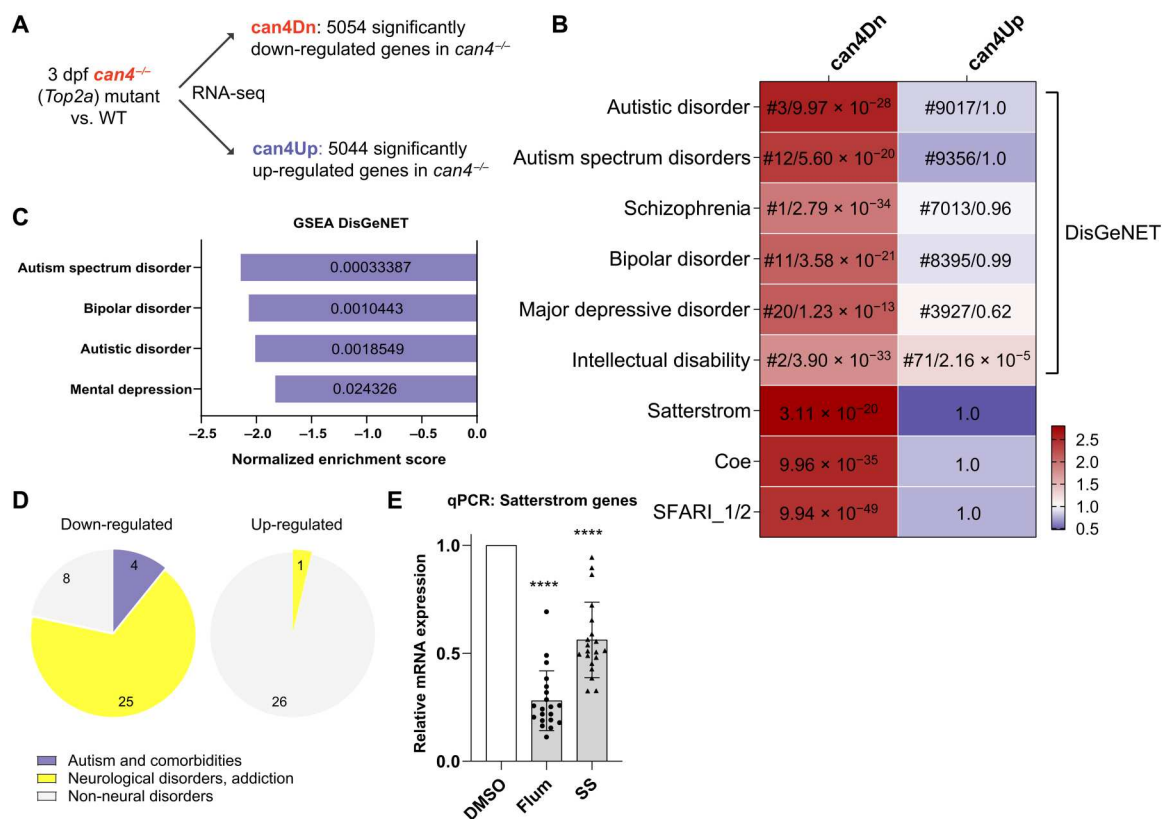 A
3 dpf can4−/−
(Top2a) mutant
vs. WT
RNA-seq
can4Dn: 5054 significantly
down-regulated genes in can4−/−
can4Up: 5044 significantly
up-regulated genes in can4−/−
B
can4Dn
can4Up
Autistic disorder
#3/9.97 × 10−28
#9017/1.0
Autism spectrum disorders
#12/5.60 × 10−20
#9356/1.0
Schizophrenia
#1/2.79 × 10−34
#7013/0.96
Bipolar disorder
#11/3.58 × 10−21
#8395/0.99
Major depressive disorder
#20/1.23 × 10−13
#3927/0.62
Intellectual disability
#2/3.90 × 10−33
#71/2.16 × 10−5
Satterstrom
3.11 × 10−20
1.0
Coe
9.96 × 10−35
1.0
SFARI_1/2
9.94 × 10−49
1.0
DisGeNET
2.5
2.0
1.5
1.0
0.5
C
GSEA DisGeNET
Autism spectrum disorder
0.00033387
Bipolar disorder
0.0010443
Autistic disorder
0.0018549
Mental depression
0.024326
−2.5 −2.0 −1.5 −1.0 −0.5 0.0
Normalized enrichment score
D
Down-regulated
8
4
25
Up-regulated
1
26
Autism and comorbidities
Neurological disorders, addiction
Non-neural disorders
E
qPCR: Satterstrom genes
Relative mRNA expression
1.0
0.5
0.0
****
****
DMSO
Flum
SS